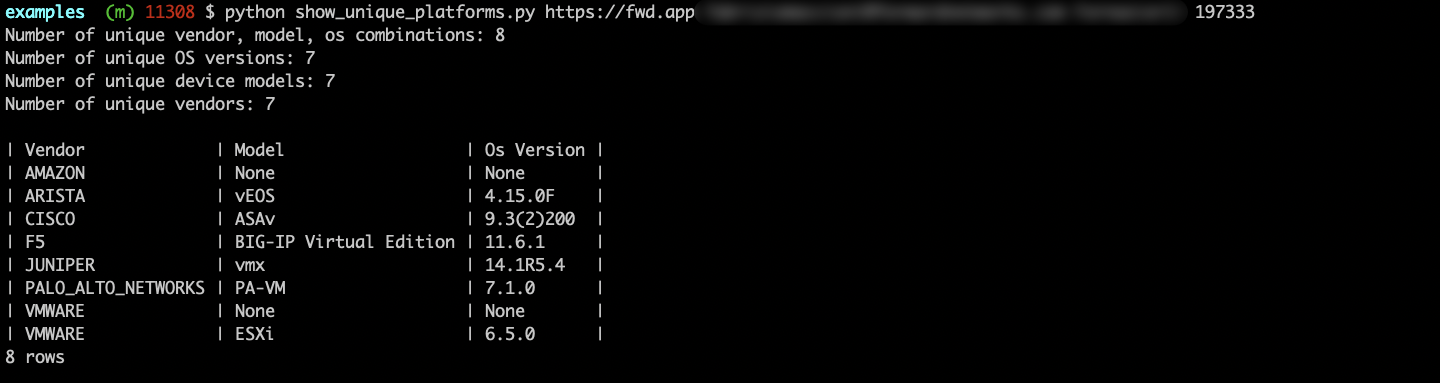 examples (m) 11308 $ python show_unique_platforms.py https://fwd.app 197333
Number of unique vendor, model, os combinations: 8
Number of unique OS versions: 7
Number of unique device models: 7
Number of unique vendors: 7
| Vendor | Model | Os Version |
| AMAZON | None | None |
| ARISTA | vEOS | 4.15.0F |
| CISCO | ASAv | 9.3(2)200 |
| F5 | BIG-IP Virtual Edition | 11.6.1 |
| JUNIPER | vmx | 14.1R5.4 |
| PALO_ALTO_NETWORKS | PA-VM | 7.1.0 |
| VMWARE | None | None |
| VMWARE | ESXi | 6.5.0 |
8 rows